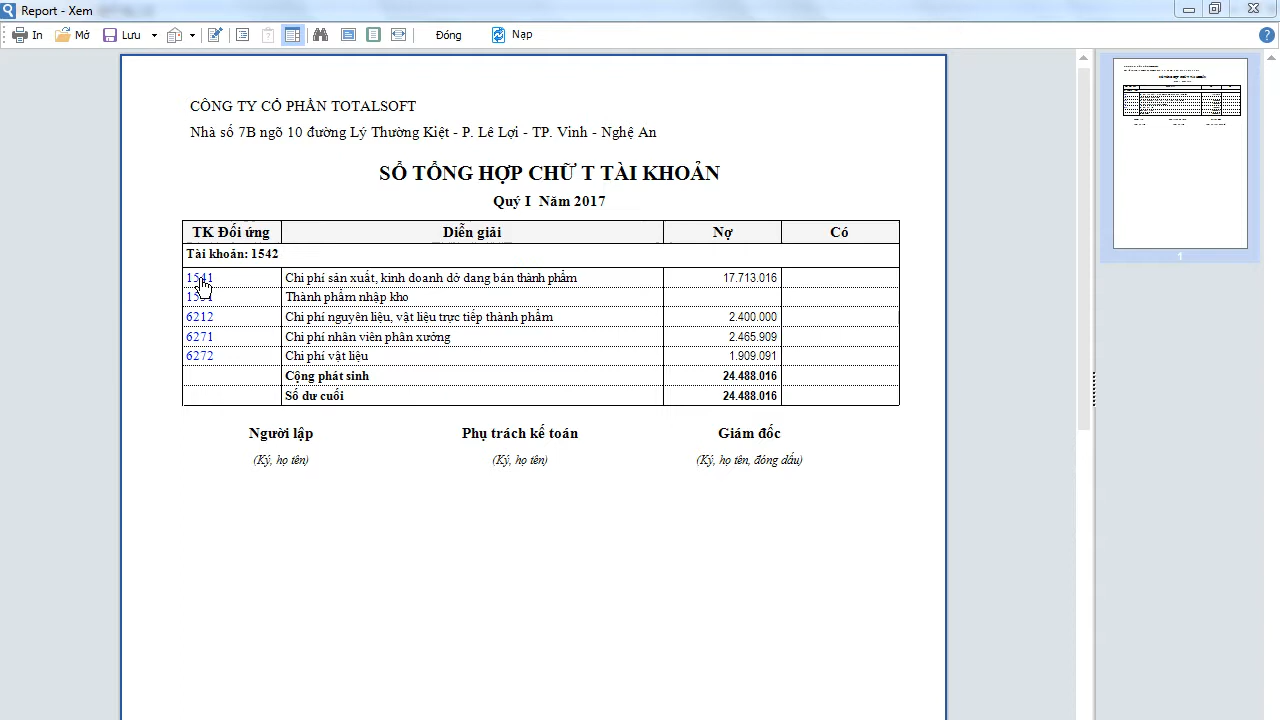 Report - Xem
In Mở Lưu Đóng Nạp
CÔNG TY CỔ PHẦN TOTALSOFT
Nhà số 7B ngõ 10 đường Lý Thường Kiệt - P. Lê Lợi - TP. Vinh - Nghệ An
SỔ TỔNG HỢP CHỮ T TÀI KHOẢN
Quý I Năm 2017
TK Đối ứng Diễn giải Nợ Có
Tài khoản: 1542
1541 Chi phí sản xuất, kinh doanh dở dang bán thành phẩm 17.713.016
Thành phẩm nhập kho
6212 Chi phí nguyên liệu, vật liệu trực tiếp thành phẩm 2.400.000
6271 Chi phí nhân viên phân xưởng 2.465.909
6272 Chi phí vật liệu 1.909.091
Cộng phát sinh 24.488.016
Số dư cuối 24.488.016
Người lập Phụ trách kế toán Giám đốc
(Ký, họ tên) (Ký, họ tên) (Ký, họ tên, đóng dấu)
1